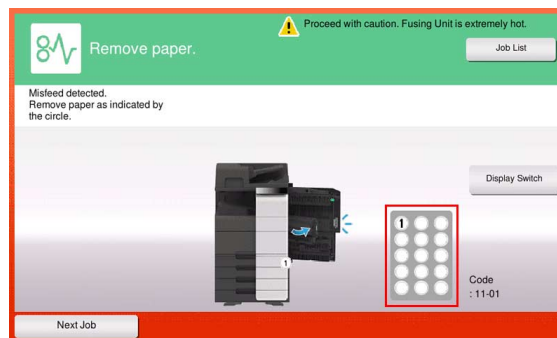 Proceed with caution. Fusing Unit is extremely hot.
Remove paper.
Job List
Misfeed detected.
Remove paper as indicated by
the circle.
Display Switch
1
1
Code
: 11-01
Next Job